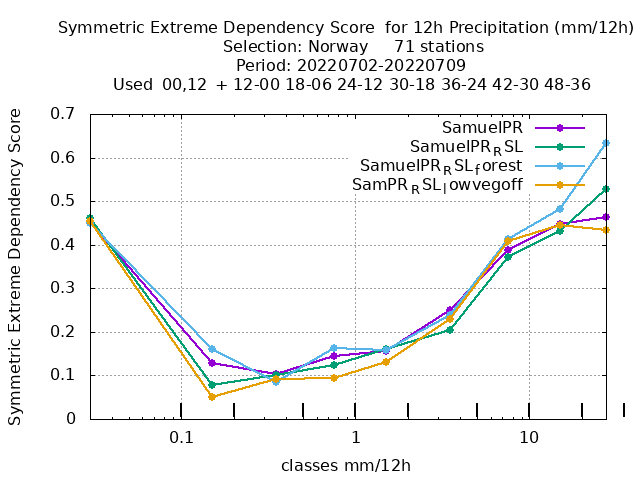 Symmetric Extreme Dependency Score  for 12h Precipitation (mm/12h)
Selection: Norway     71 stations
Period: 20220702-20220709
Used  00,12  + 12-00 18-06 24-12 30-18 36-24 42-30 48-36
Symmetric Extreme Dependency Score
0.7
0.6
0.5
0.4
0.3
0.2
0.1
0
SamuelPR
SamuelPR_RSL
SamuelPR_RSL_forest
SamPR_RSL_lowvegoff
0.1 1 10
classes mm/12h